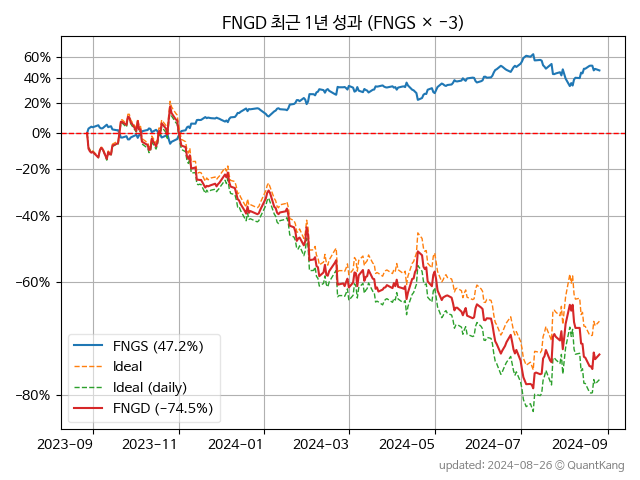 FNGD 최근 1년 성과 (FNGS × −3)
60%
40%
20%
0%
−20%
−40%
−60%
−80%
FNGS (47.2%)
Ideal
Ideal (daily)
FNGD (−74.5%)
2023-09 2023-11 2024-01 2024-03 2024-05 2024-07 2024-09
updated: 2024-08-26 © QuantKang